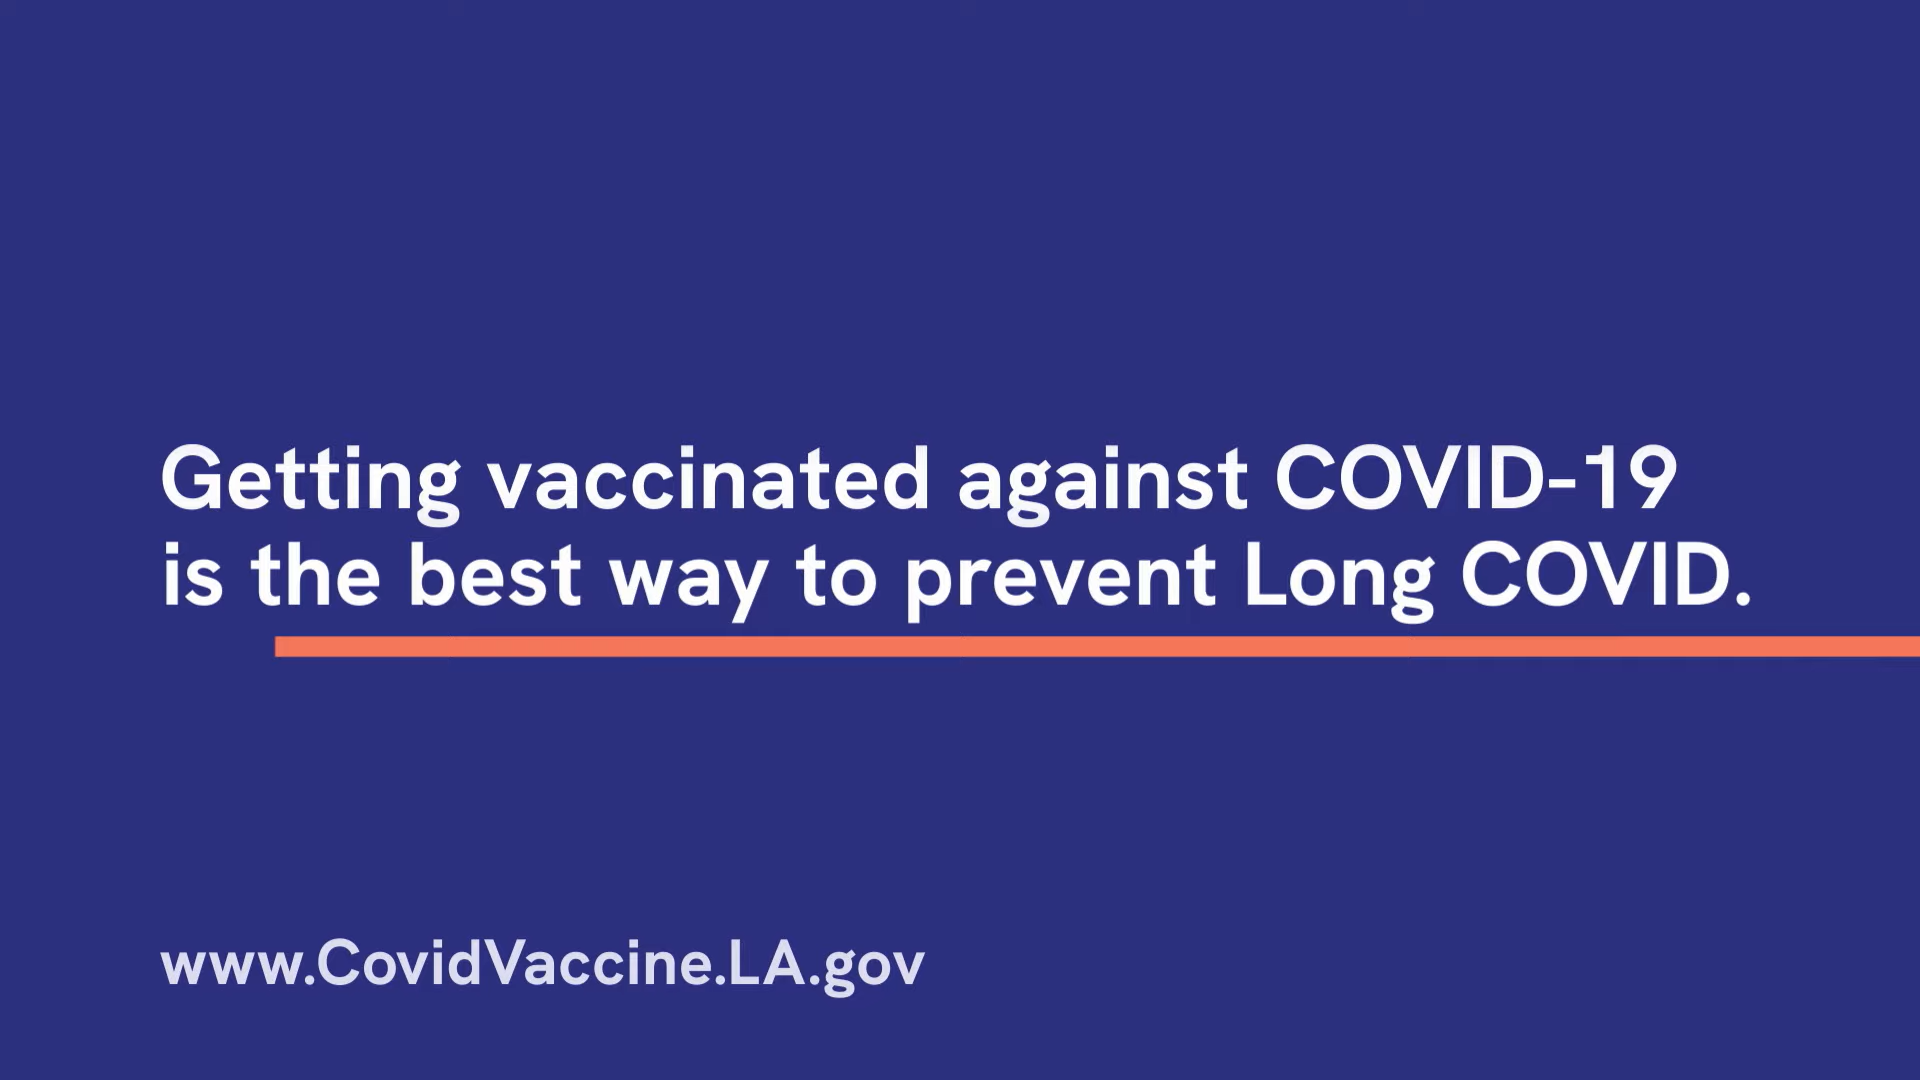 Getting vaccinated against COVID-19
is the best way to prevent Long COVID.
www.CovidVaccine.LA.gov